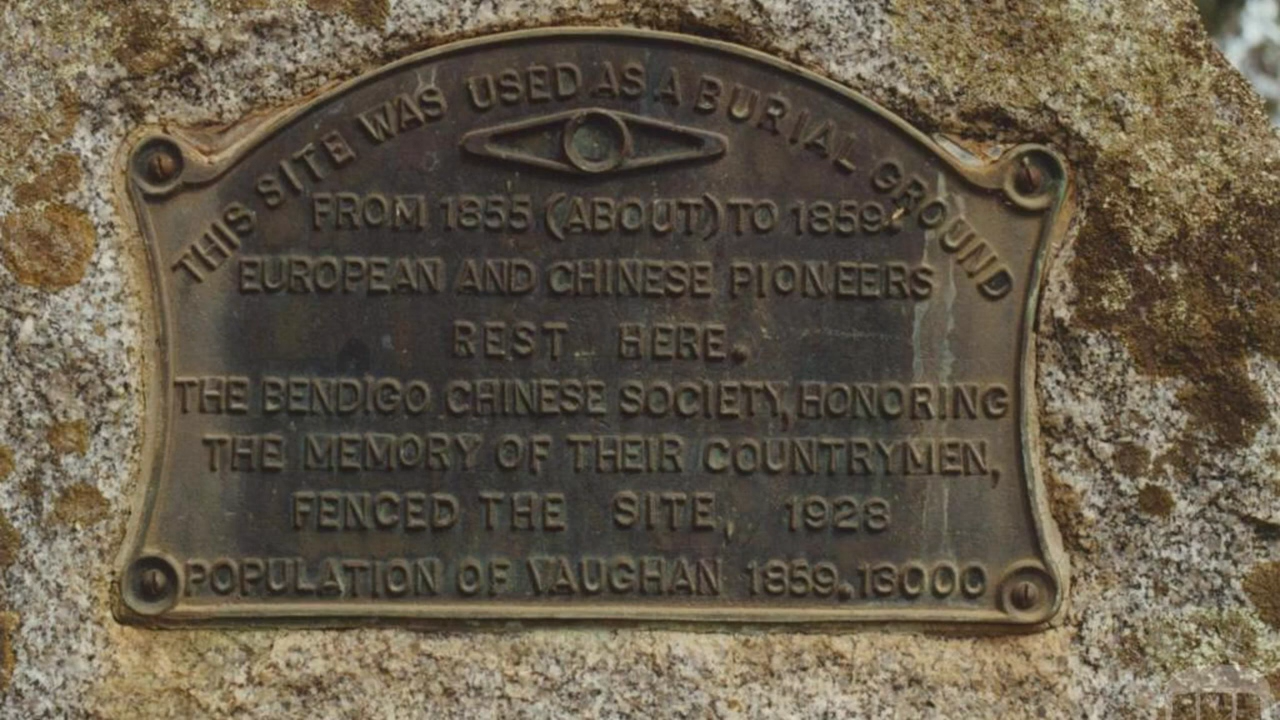 THIS SITE WAS USED AS A BURIAL GROUND
FROM 1855 (ABOUT) TO 1859.
EUROPEAN AND CHINESE PIONEERS
REST HERE.
THE BENDIGO CHINESE SOCIETY, HONORING
THE MEMORY OF THEIR COUNTRYMEN,
FENCED THE SITE, 1928
POPULATION OF VAUGHAN 1859.13000